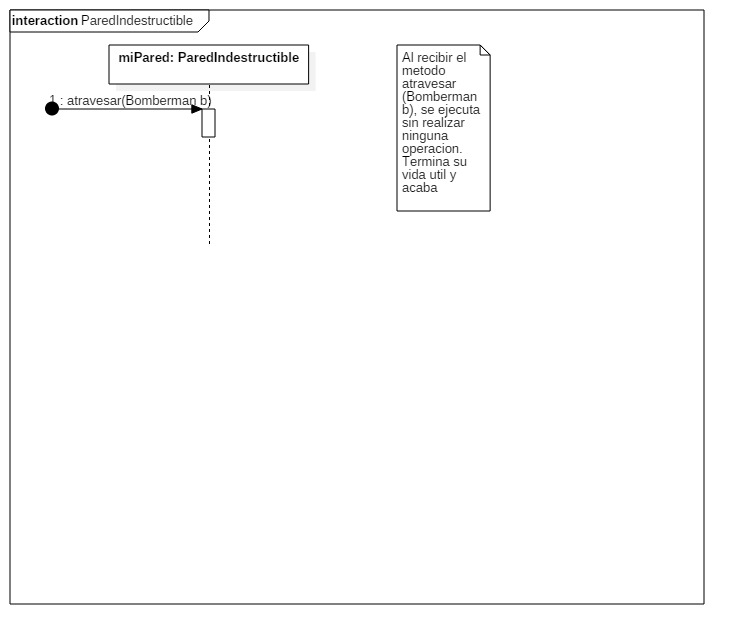 interaction ParedIndestructible
miPared: ParedIndestructible
1 : atravesar(Bomberman b)
Al recibir el
metodo
atravesar
(Bomberman
b), se ejecuta
sin realizar
ninguna
operacion.
Termina su
vida util y
acaba